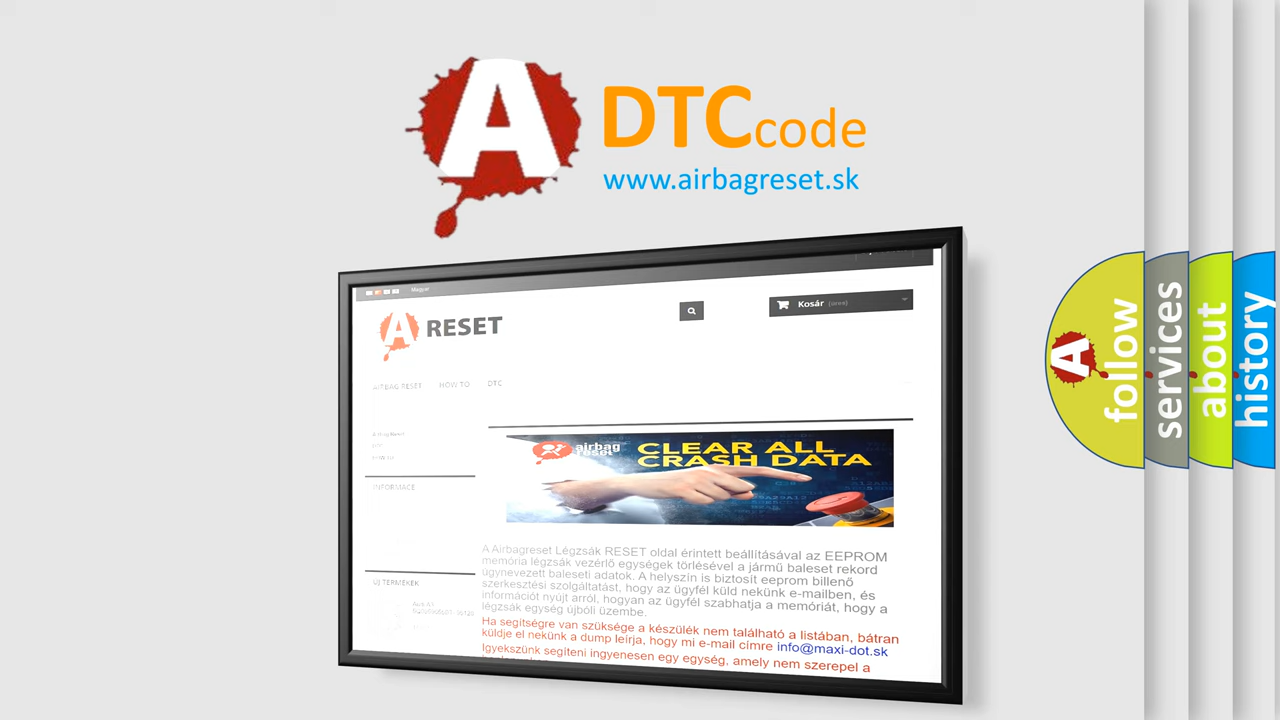 A
DTC code
www.airbagreset.sk
Magyar
Kosár (üres)
A RESET
AIRBAG RESET HOW TO DTC
airbag
reset
CLEAR ALL
CRASH DATA
INFORMACE
A Airbagreset Légzsák RESET oldal érintett beállításával az EEPROM
memória légzsák vezérlő egységek törlésével a jármű baleset rekord
úgynevezett baleseti adatok. A helyszín is biztosít eeprom billenő
szerkesztési szolgáltatást, hogy az ügyfél küld nekünk e-mailben, és
információt nyújt arról, hogyan az ügyfél szabhatja a memóriát, hogy a
légzsák egység újbóli üzembe.
Ha segítségre van szüksége a készülék nem található a listában, bátran
küldje el nekünk a dump leírja, hogy mi e-mail címre info@maxi-dot.sk
Igyekszünk segíteni ingyenesen egy egység, amely nem szerepel a
ÚJ TERMÉKEK
A
follow
services
about
history